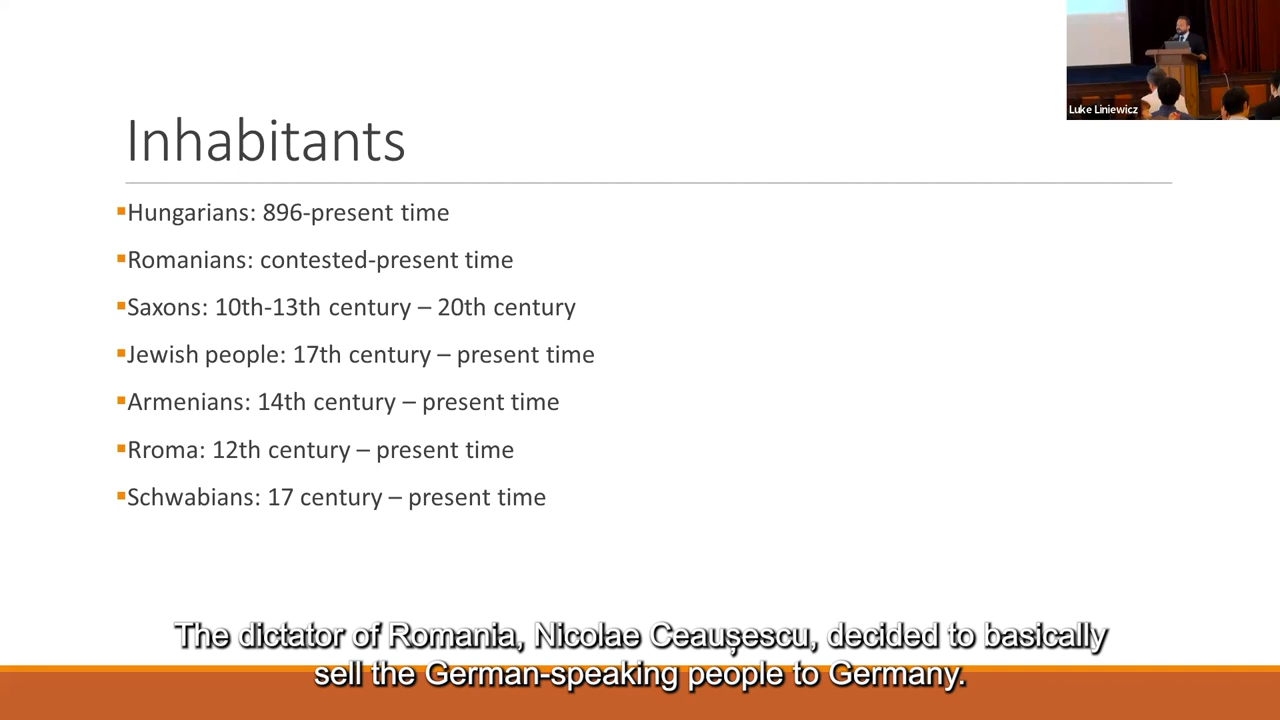 Luke Liniewicz
Inhabitants
▪Hungarians: 896-present time
▪Romanians: contested-present time
▪Saxons: 10th-13th century – 20th century
▪Jewish people: 17th century – present time
▪Armenians: 14th century – present time
▪Rroma: 12th century – present time
▪Schwabians: 17 century – present time
The dictator of Romania, Nicolae Ceaușescu, decided to basically
sell the German-speaking people to Germany.